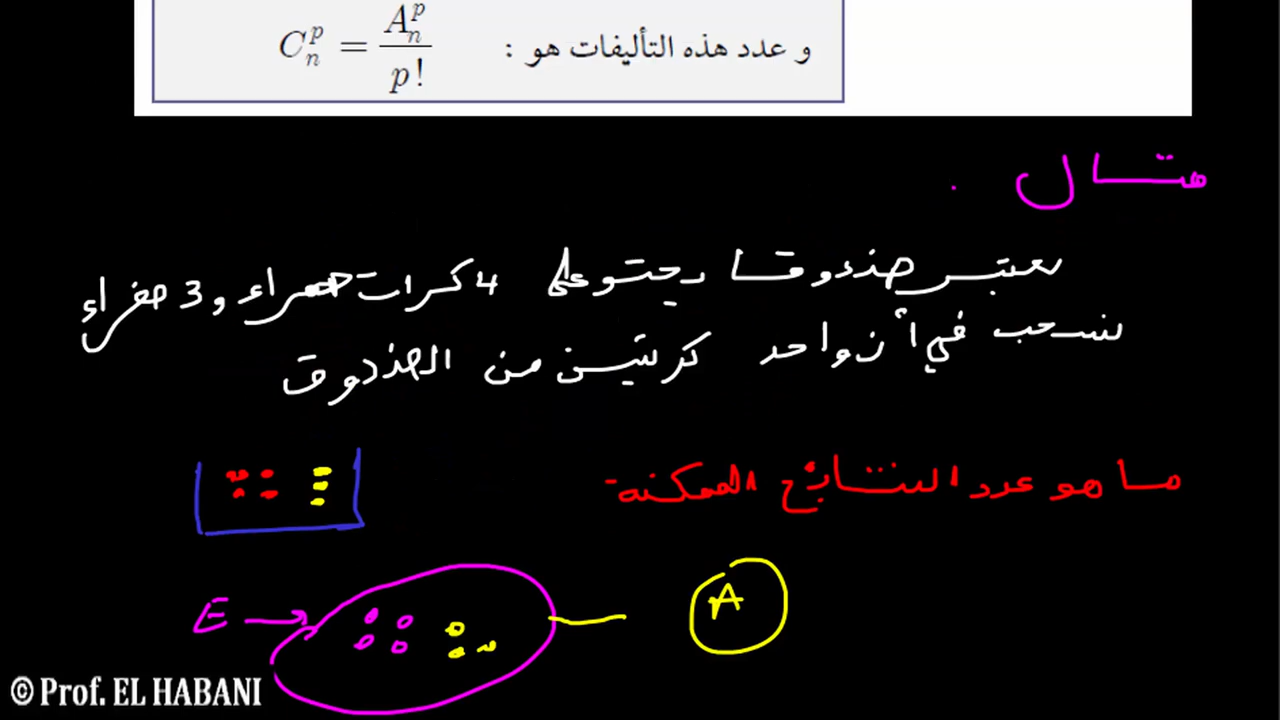 و عدد هذه التأليفات هو : C_n^p = A_n^p / p!
مثال
نعتبر صندوقا يحتوي على 4 كرات حمراء و 3 صفراء
نسحب في آن واحد كرتين من الصندوق
ما هو عدد النتائج الممكنة
E → A
© Prof. EL HABANI